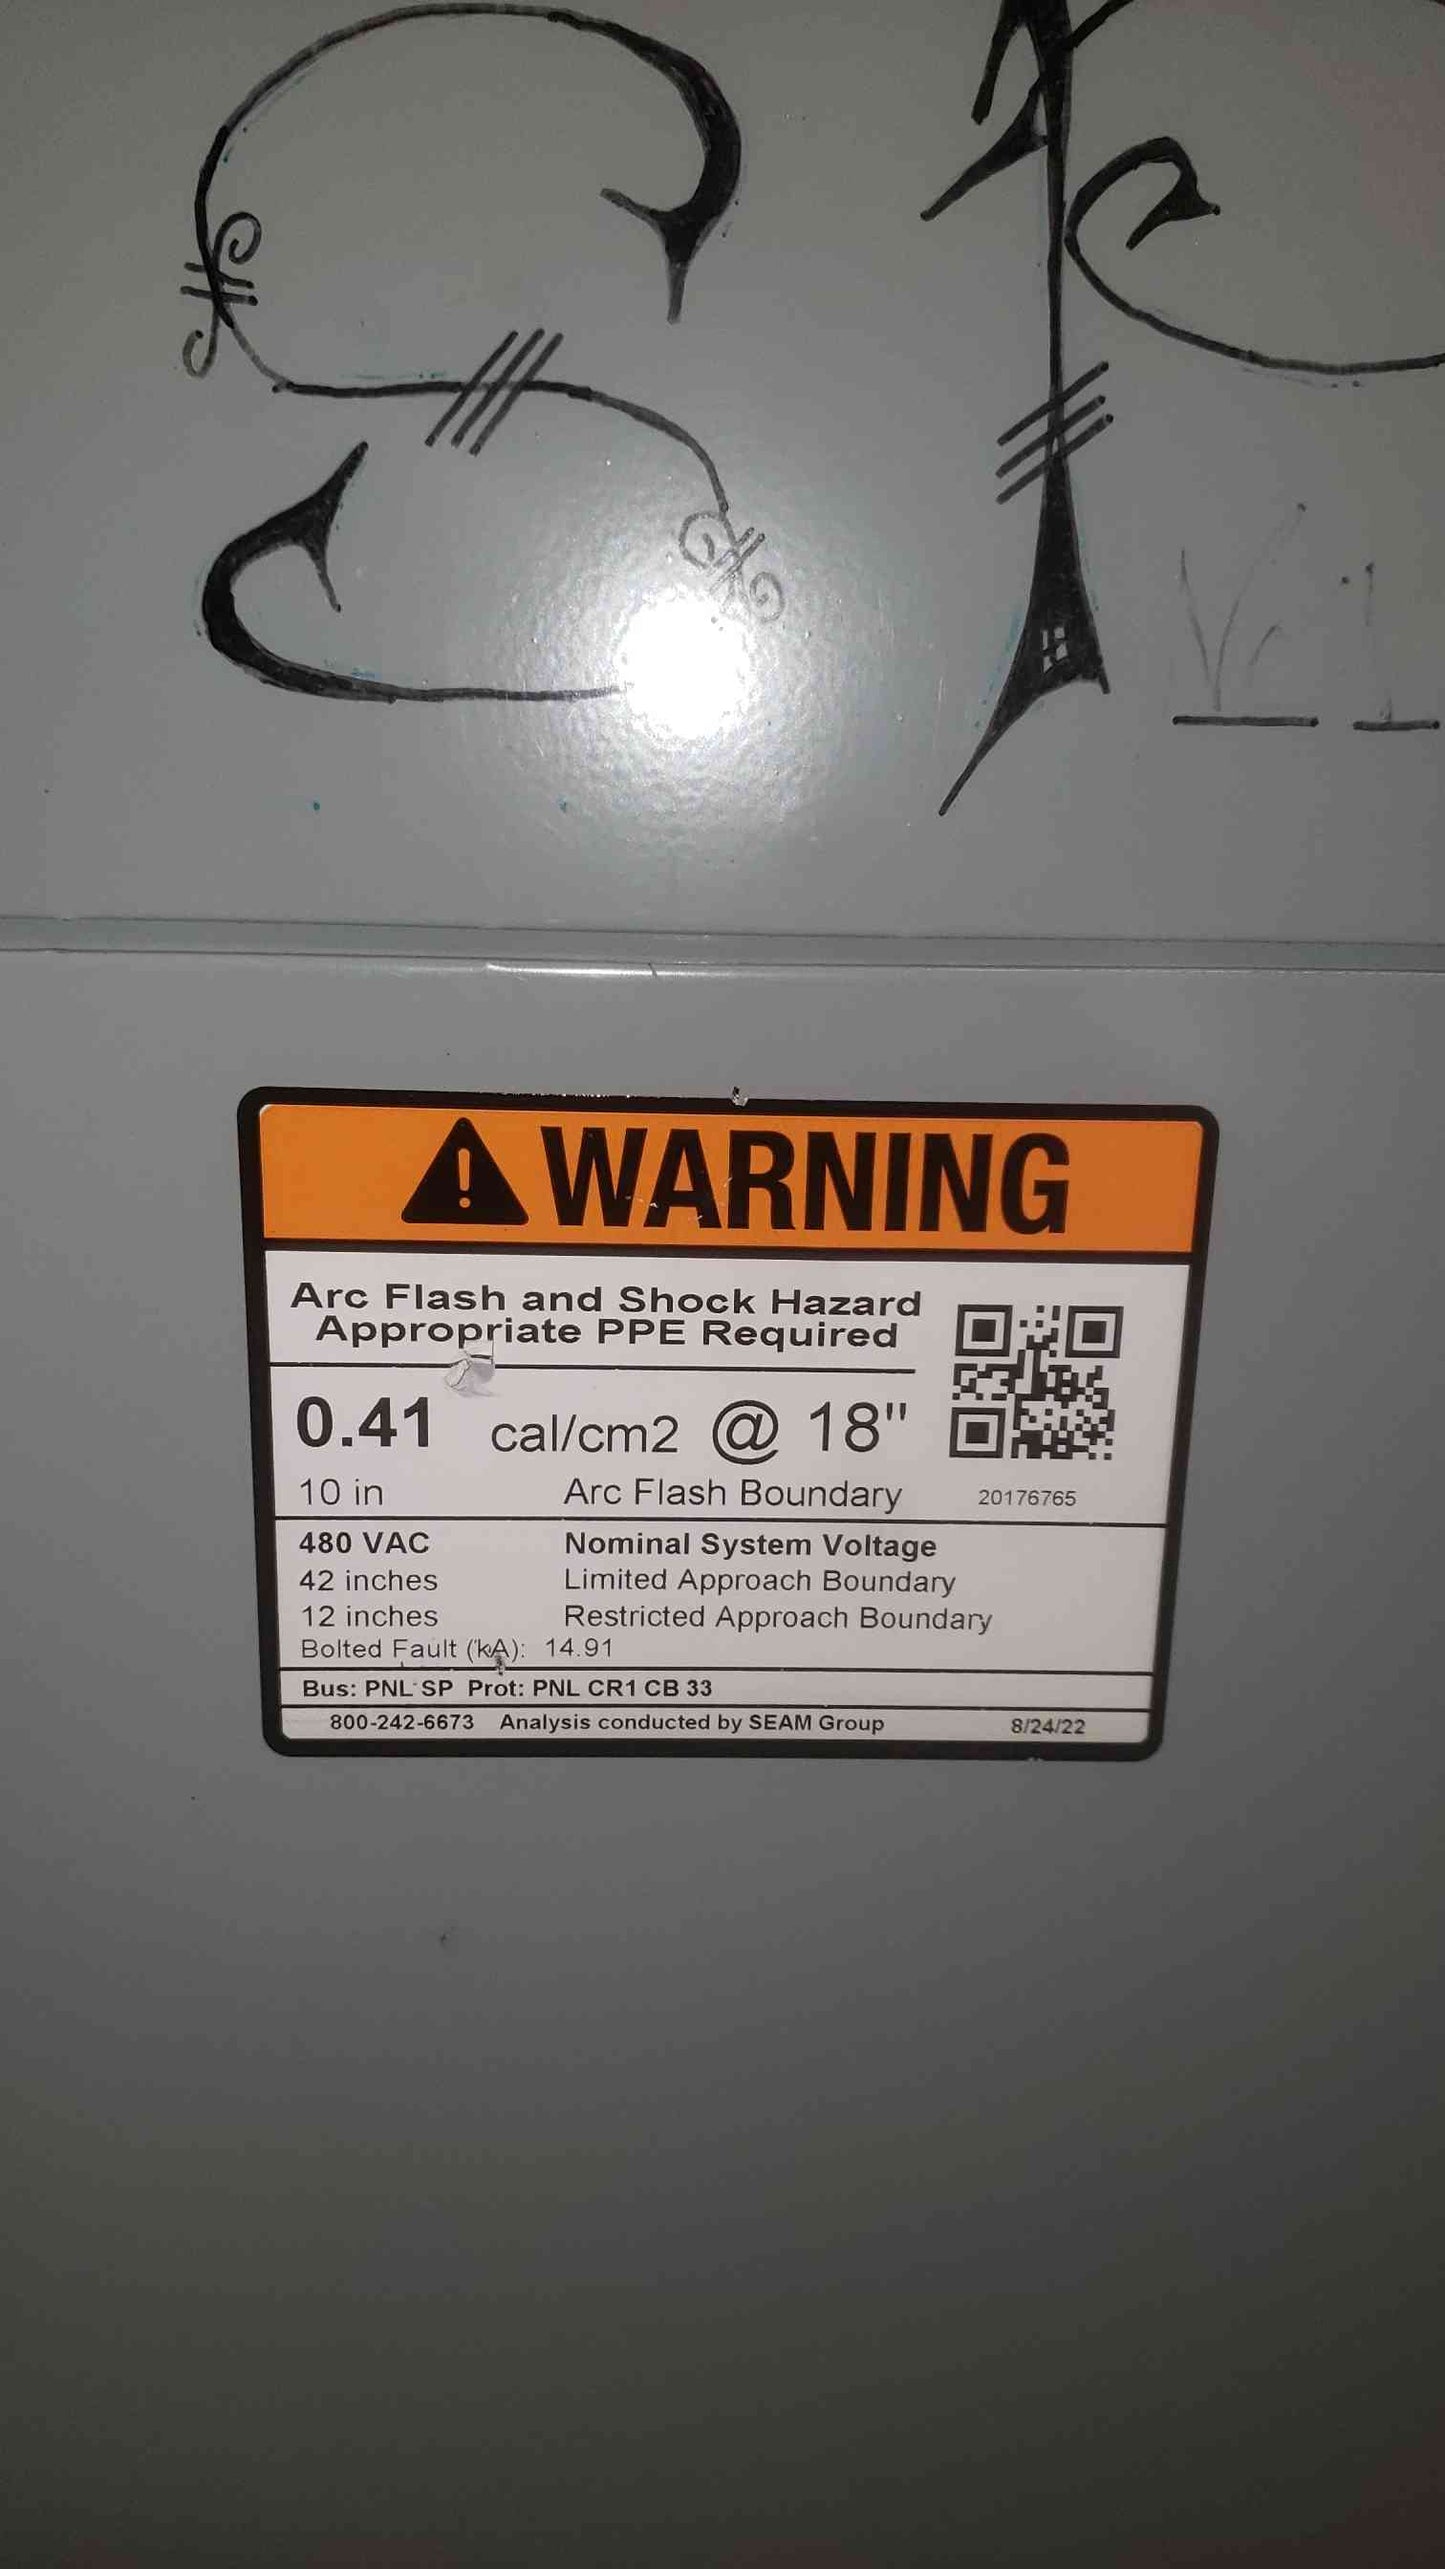 SP
WARNING
Arc Flash and Shock Hazard
Appropriate PPE Required
0.41 cal/cm2 @ 18"
10 in Arc Flash Boundary
20176765
480 VAC Nominal System Voltage
42 inches Limited Approach Boundary
12 inches Restricted Approach Boundary
Bolted Fault (kA): 14.91
Bus: PNL SP Prot: PNL CR1 CB 33
800-242-6673 Analysis conducted by SEAM Group 8/24/22